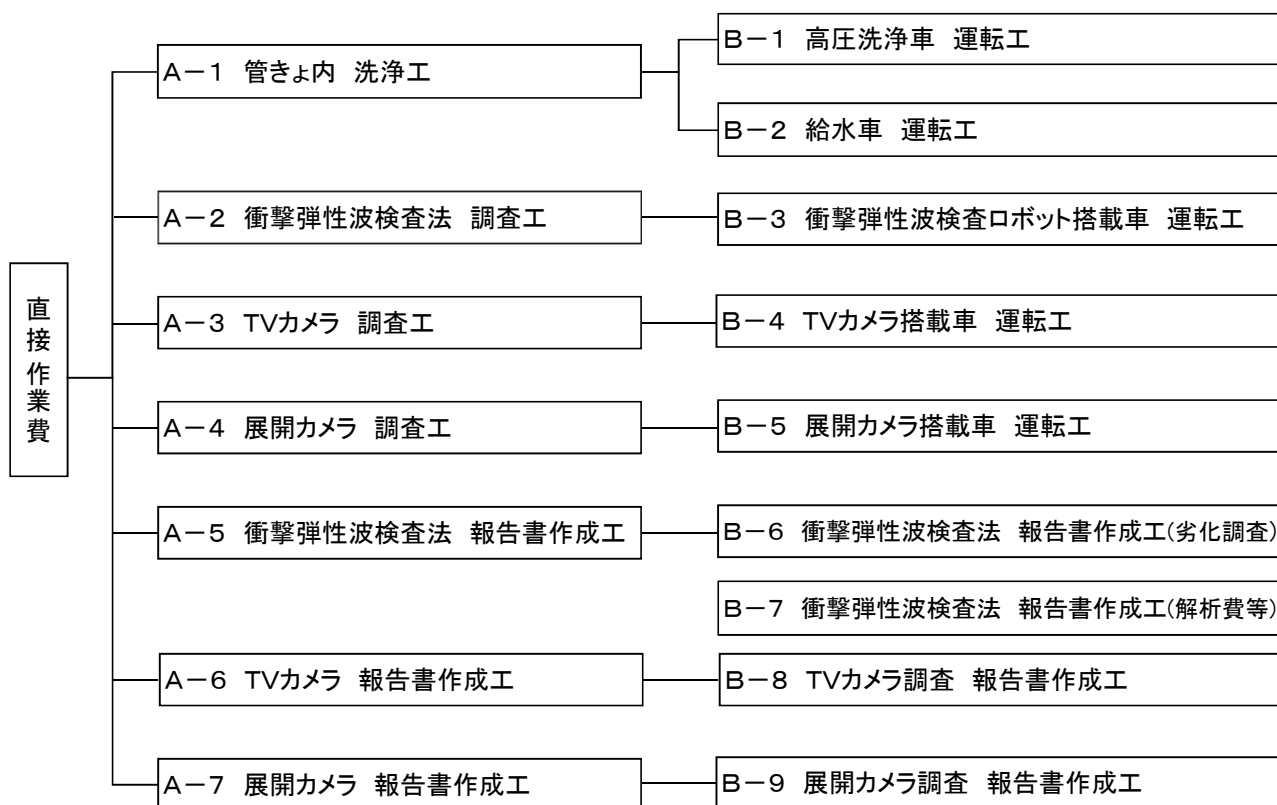 直接作業費
A－1 管きょ内 洗浄工
B－1 高圧洗浄車 運転工
B－2 給水車 運転工
A－2 衝撃弾性波検査法 調査工
B－3 衝撃弾性波検査ロボット搭載車 運転工
A－3 TVカメラ 調査工
B－4 TVカメラ搭載車 運転工
A－4 展開カメラ 調査工
B－5 展開カメラ搭載車 運転工
A－5 衝撃弾性波検査法 報告書作成工
B－6 衝撃弾性波検査法 報告書作成工(劣化調査)
B－7 衝撃弾性波検査法 報告書作成工(解析費等)
A－6 TVカメラ 報告書作成工
B－8 TVカメラ調査 報告書作成工
A－7 展開カメラ 報告書作成工
B－9 展開カメラ調査 報告書作成工